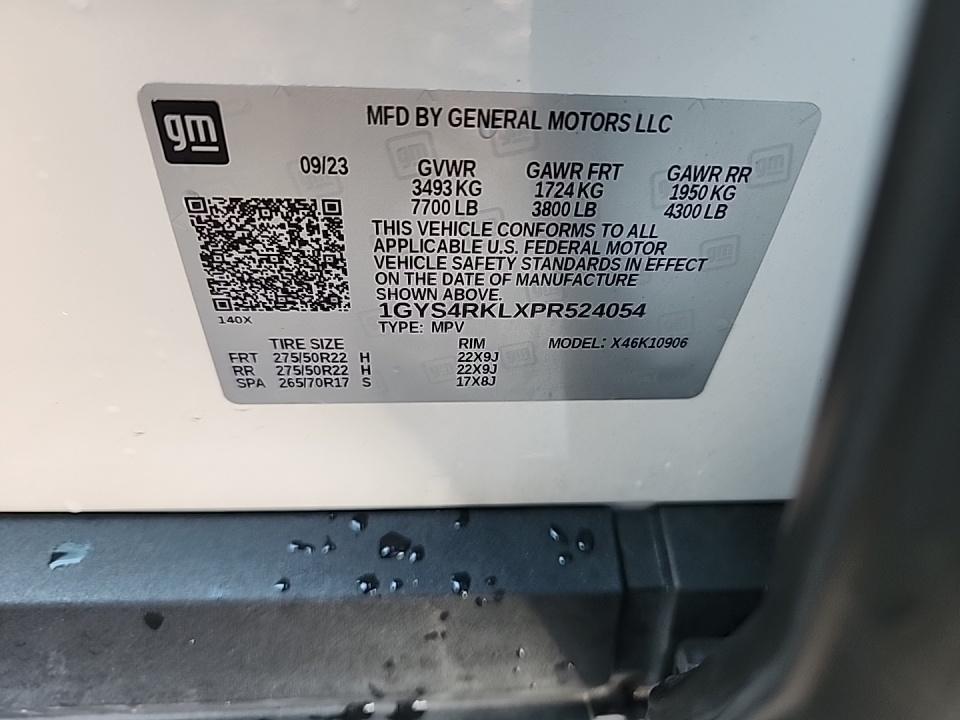 gm
MFD BY GENERAL MOTORS LLC
09/23 GVWR GAWR FRT GAWR RR
3493 KG 1724 KG 1950 KG
7700 LB 3800 LB 4300 LB
THIS VEHICLE CONFORMS TO ALL
APPLICABLE U.S. FEDERAL MOTOR
VEHICLE SAFETY STANDARDS IN EFFECT
ON THE DATE OF MANUFACTURE
SHOWN ABOVE.
1GYS4RKLXPR524054
140X
TYPE: MPV
TIRE SIZE RIM MODEL: X46K10906
FRT 275/50R22 H 22X9J
RR 275/50R22 H 22X9J
SPA 265/70R17 S 17X8J